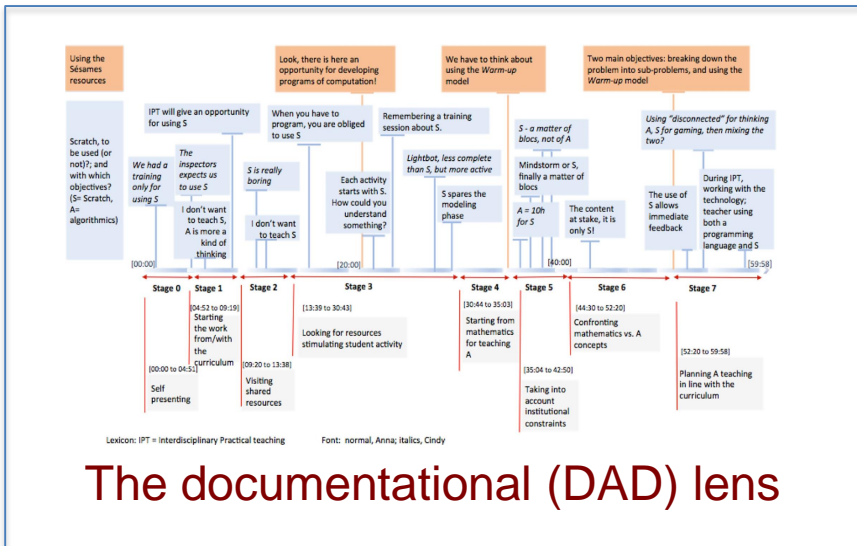 Using the
Sésames
resources
Look, there is here an
opportunity for developing
programs of computation!
We have to think about
using the Warm-up
model
Two main objectives: breaking down the
problem into sub-problems, and using the
Warm-up model
Scratch, to
be used (or
not)?; and
with which
objectives?
(S= Scratch,
A=
algorithmics)
IPT will give an opportunity
for using S
We had a
training
only for
using S
The
inspectors
expects us
to use S
I don't want
to teach S,
A is more a
kind of
thinking
S is really
boring
I don't want
to teach S
When you have to
program, you are obliged
to use S
Each activity
starts with S.
How could you
understand
something?
Remembering a training
session about S.
Lightbot, less complete
than S, but more active
S spares the
modeling
phase
S - a matter of
blocs, not of A
Mindstorm or S,
finally a matter of
blocs
A = 10h
for S
The content
at stake, it is
only S!
Using "disconnected" for thinking
A, S for gaming, then mixing the
two?
The use of
S allows
immediate
feedback
During IPT,
working with the
technology;
teacher using
both a
programming
language and S
[00:00]
[20:00]
[40:00]
[59:58]
Stage 0
Stage 1
Stage 2
Stage 3
Stage 4
Stage 5
Stage 6
Stage 7
[00:00 to 04:51]
Self
presenting
[04:52 to 09:19]
Starting
the work
from/with
the
curriculum
[09:20 to 13:38]
Visiting
shared
resources
[13:39 to 30:43]
Looking for resources
stimulating student activity
[30:44 to 35:03]
Starting from
mathematics
for teaching
A
[35:04 to 42:50]
Taking into
account
institutional
constraints
[44:30 to 52:20]
Confronting
mathematics vs. A
concepts
[52:20 to 59:58]
Planning A teaching
in line with the
curriculum
Lexicon: IPT = Interdisciplinary Practical teaching Font: normal, Anna; italics, Cindy
The documentational (DAD) lens